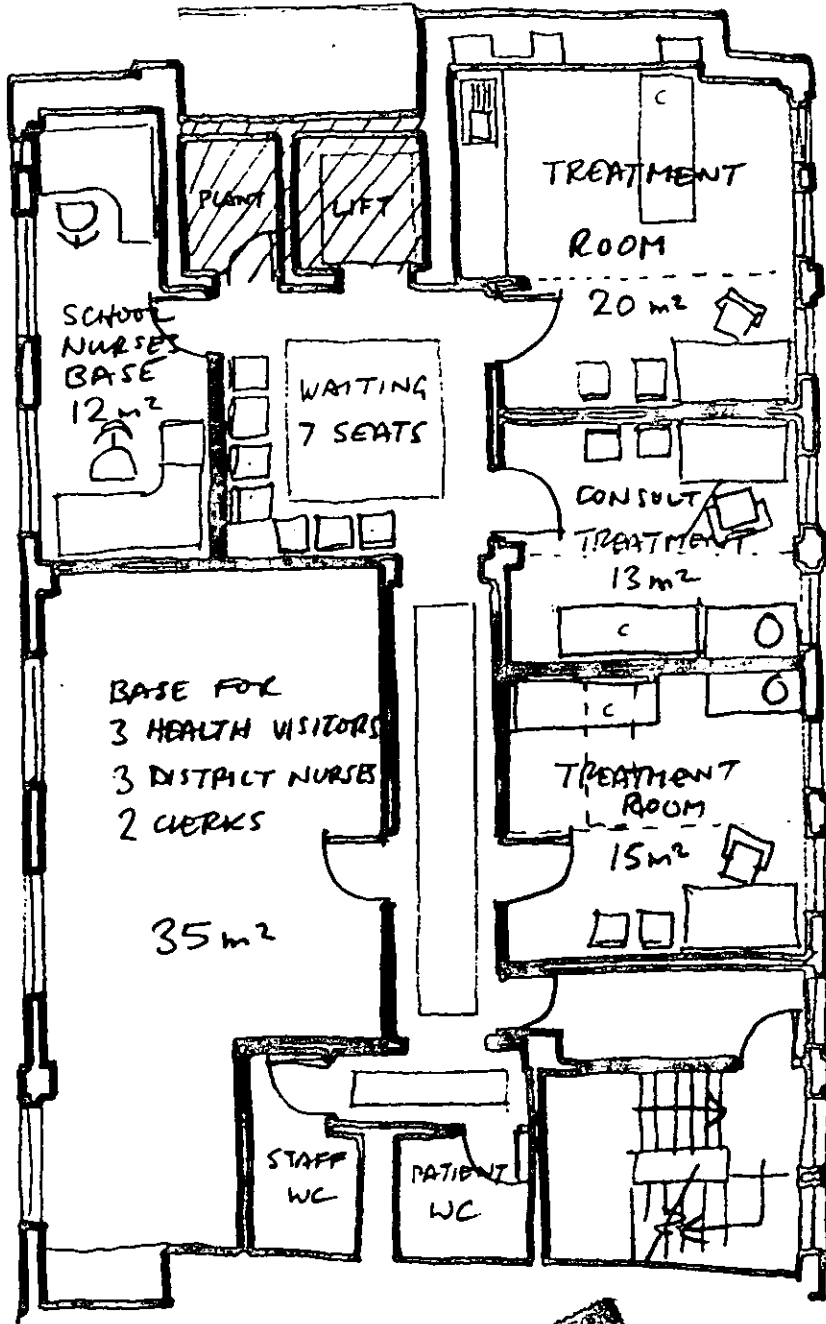 PLANT
LIFT
C
TREATMENT
ROOM
20 m²
SCHOOL
NURSES
BASE
12 m²
WAITING
7 SEATS
CONSULT
TREATMENT
13 m²
C
BASE FOR
3 HEALTH VISITORS
3 DISTRICT NURSES
2 CLERKS
35 m²
C
TREATMENT
ROOM
15 m²
STAFF
WC
PATIENT
WC